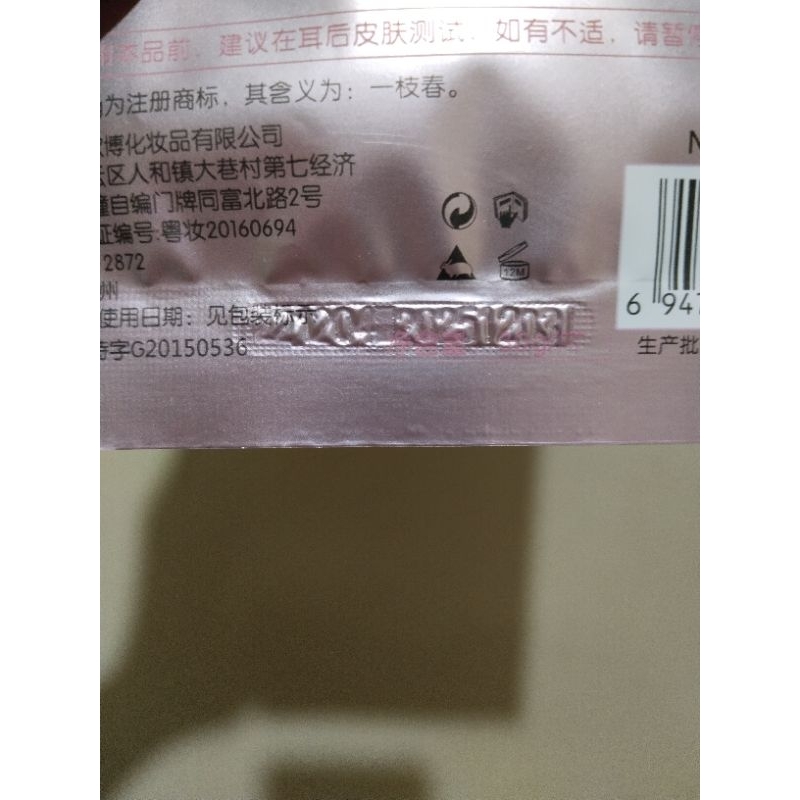 本品前，建议在耳后皮肤测试，如有不适，请暂停
为注册商标，其含义为：一枝春。
博化妆品有限公司
区人和镇大巷村第七经济
自编门牌同富北路2号
证编号:粤妆20160694
2872
州
使用日期：见包装标示
20251203
字G20150536
12M
N
6 947
生产批